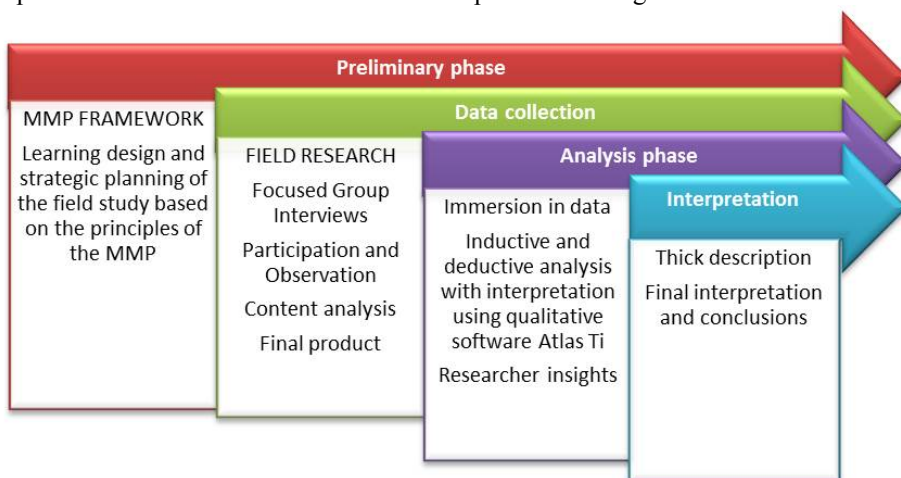 Preliminary phase
MMP FRAMEWORK
Learning design and
strategic planning of
the field study based
on the principles of
the MMP
Data collection
FIELD RESEARCH
Focused Group
Interviews
Participation and
Observation
Content analysis
Final product
Analysis phase
Immersion in data
Inductive and
deductive analysis
with interpretation
using qualitative
software Atlas Ti
Researcher insights
Interpretation
Thick description
Final interpretation
and conclusions